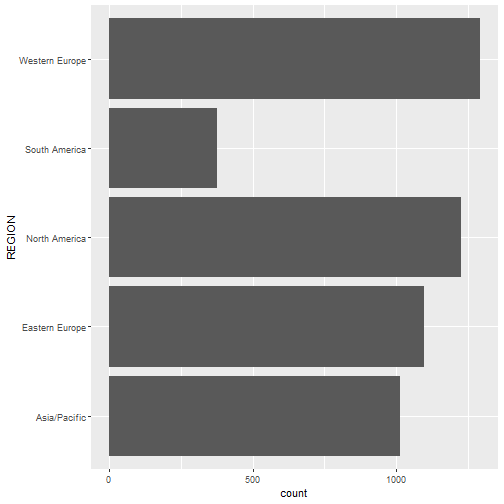 Western Europe
South America
North America
Eastern Europe
Asia/Pacific
REGION
0 500 1000
count